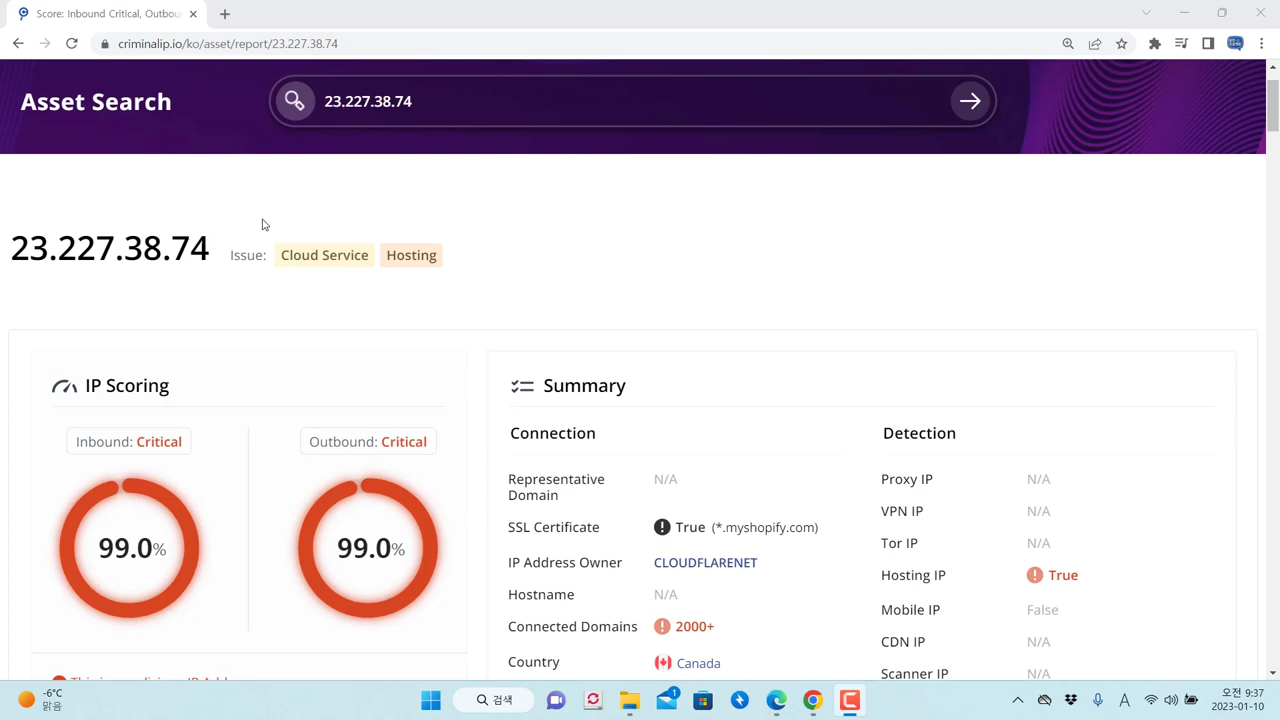 Score: Inbound Critical, Outbou
criminalip.io/ko/asset/report/23.227.38.74
Asset Search
23.227.38.74
23.227.38.74
Issue: Cloud Service Hosting
IP Scoring
Inbound: Critical
Outbound: Critical
99.0%
99.0%
Summary
Connection
Representative
Domain
N/A
SSL Certificate
True (*.myshopify.com)
IP Address Owner
CLOUDFLARENET
Hostname
N/A
Connected Domains
2000+
Country
Canada
Detection
Proxy IP
N/A
VPN IP
N/A
Tor IP
N/A
Hosting IP
True
Mobile IP
False
CDN IP
N/A
Scanner IP
N/A
-6°C
맑음
검색
1
A
오전 9:37
2023-01-10